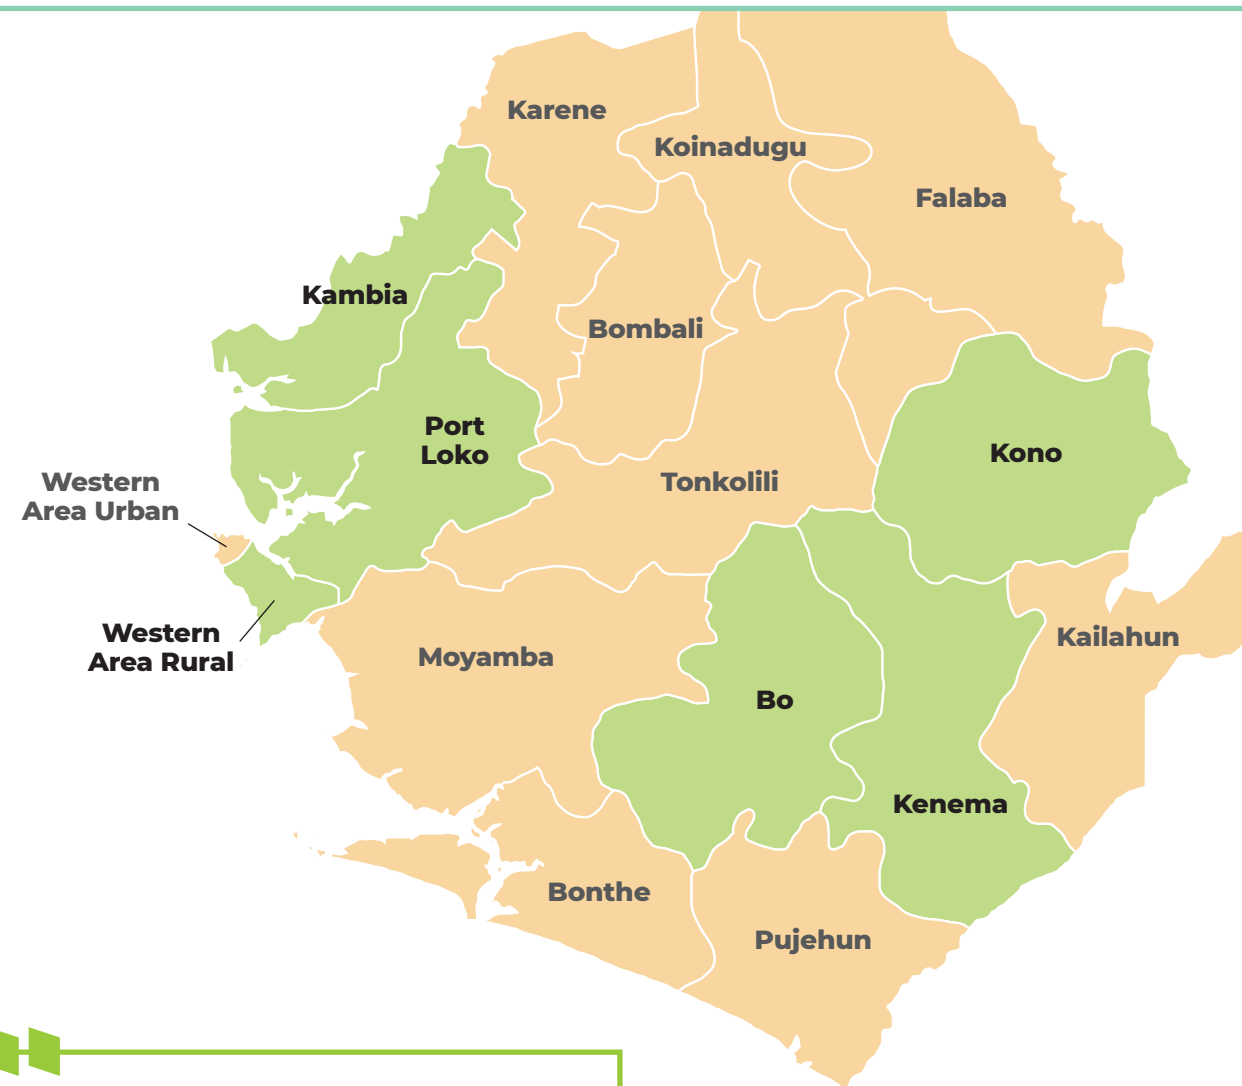 Karene
Koinadugu
Falaba
Kambia
Bombali
Port
Loko
Kono
Western
Area Urban
Tonkolili
Western
Area Rural
Moyamba
Kailahun
Bo
Kenema
Bonthe
Pujehun